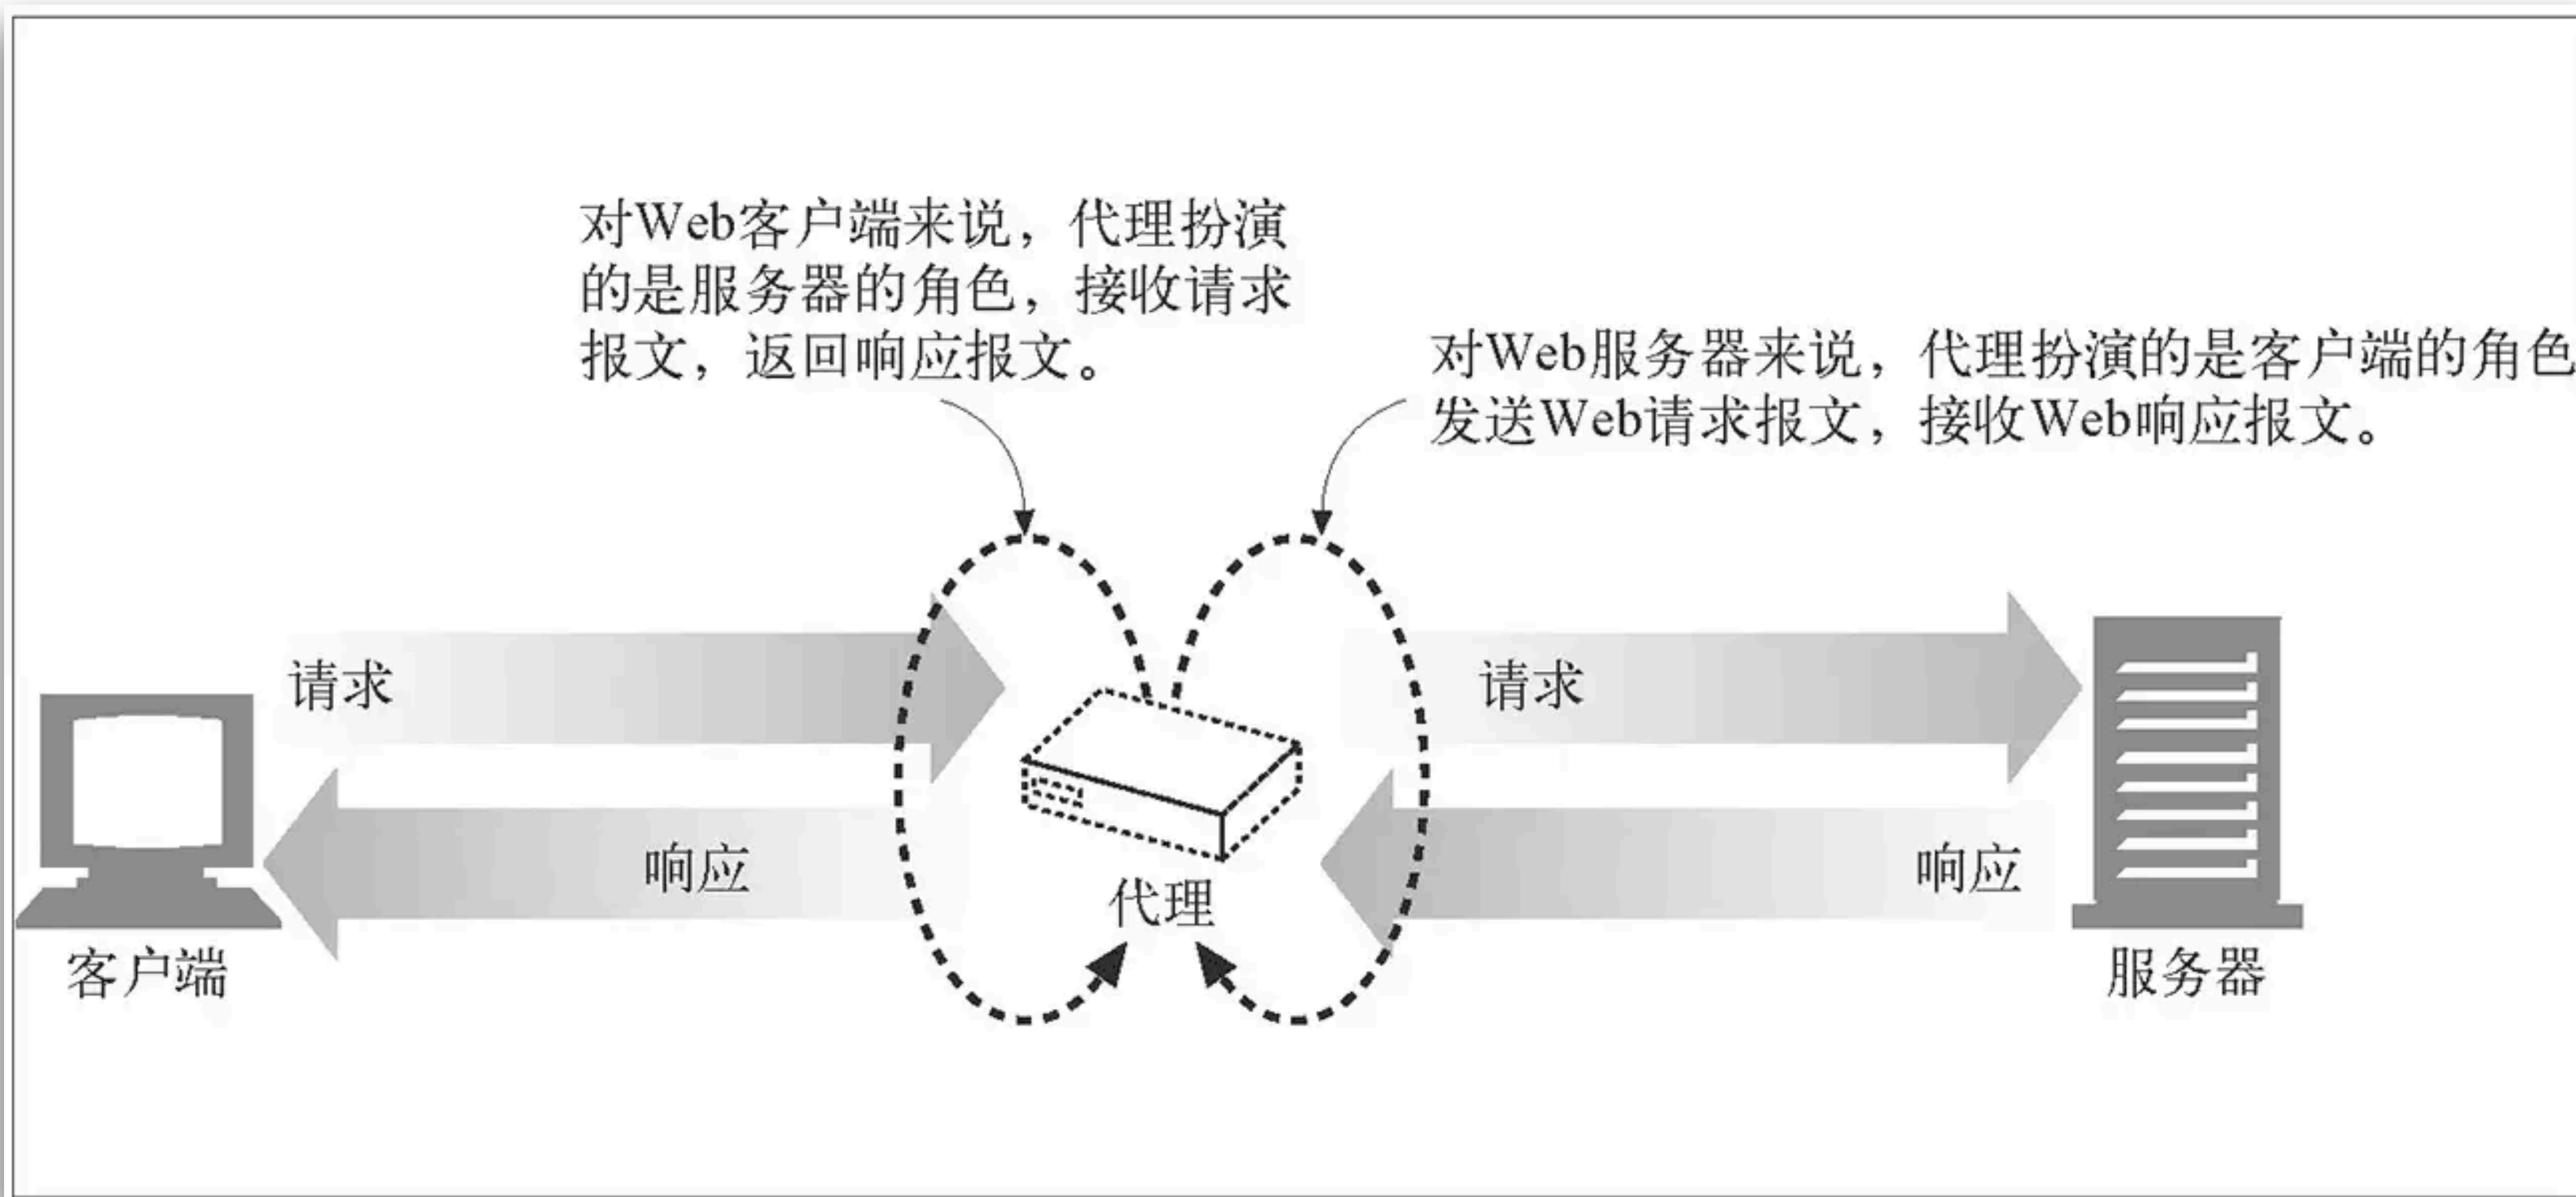 对Web客户端来说，代理扮演
的是服务器的角色，接收请求
报文，返回响应报文。
对Web服务器来说，代理扮演的是客户端的角色
发送Web请求报文，接收Web响应报文。
请求
请求
响应
响应
代理
客户端
服务器